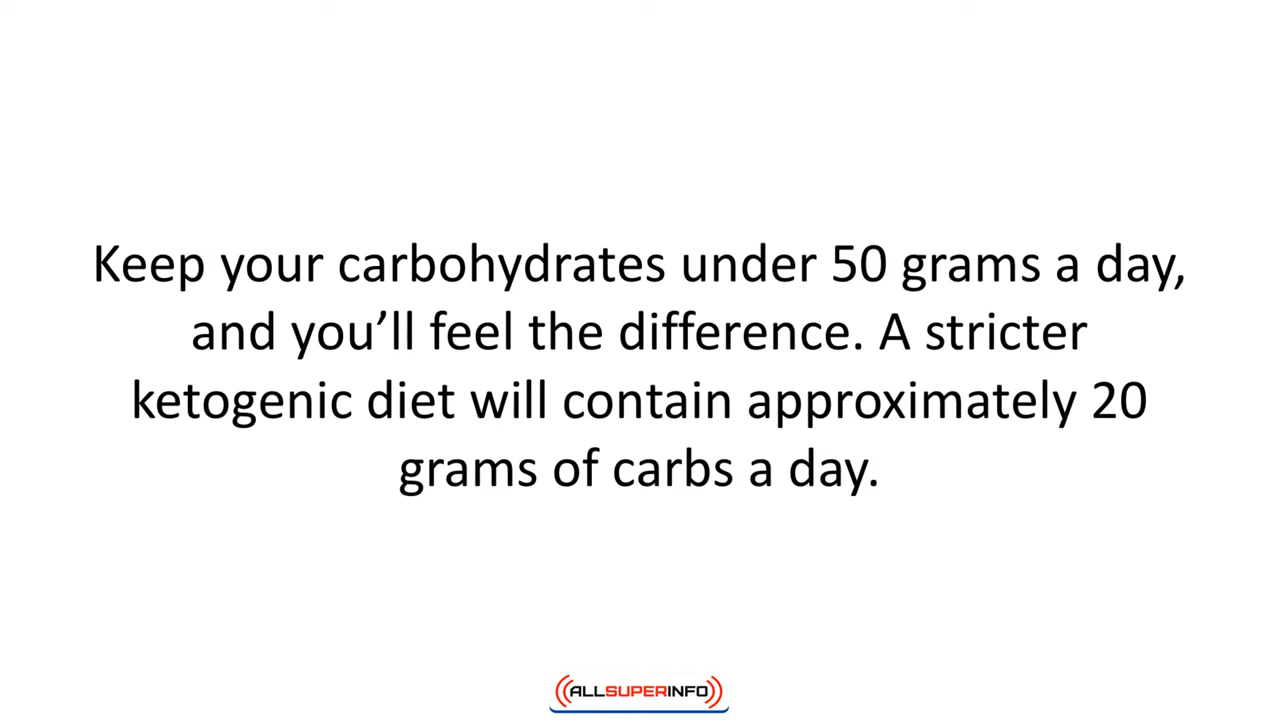 Keep your carbohydrates under 50 grams a day,
and you’ll feel the difference. A stricter
ketogenic diet will contain approximately 20
grams of carbs a day.
ALLSUPERINFO